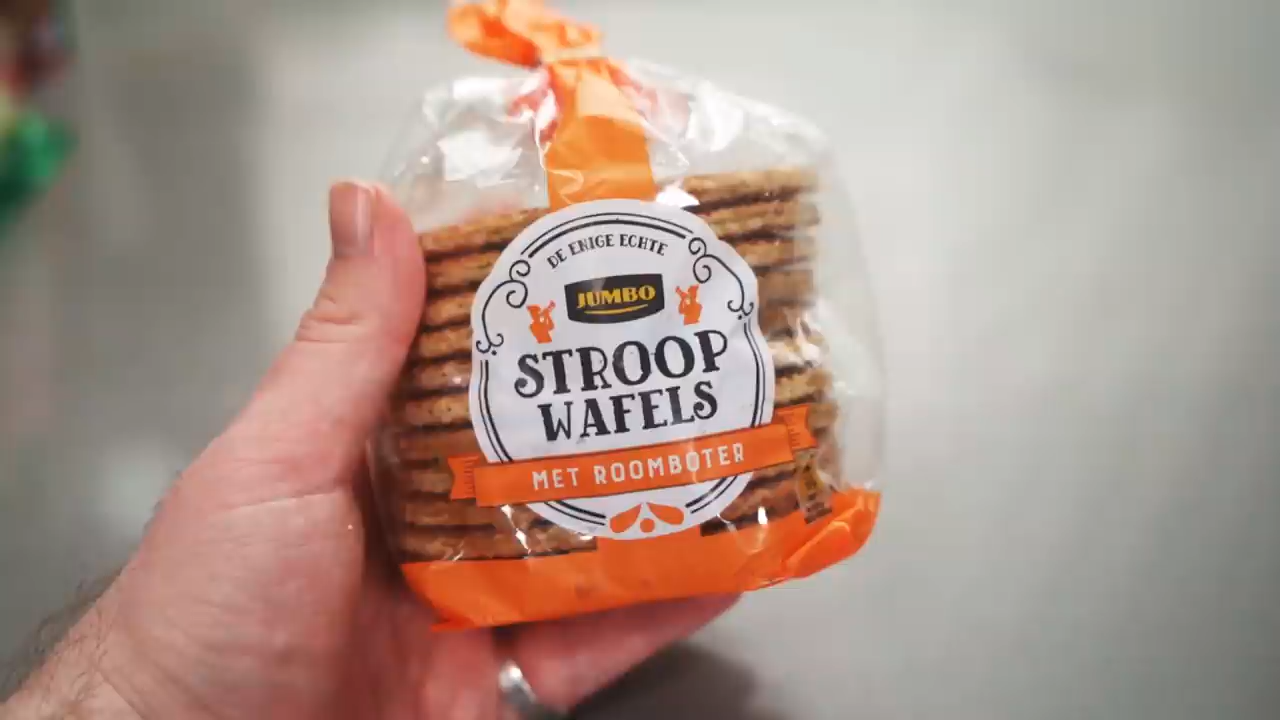 DE ENIGE ECHTE
JUMBO
STROOP
WAFELS
MET ROOMBOTER